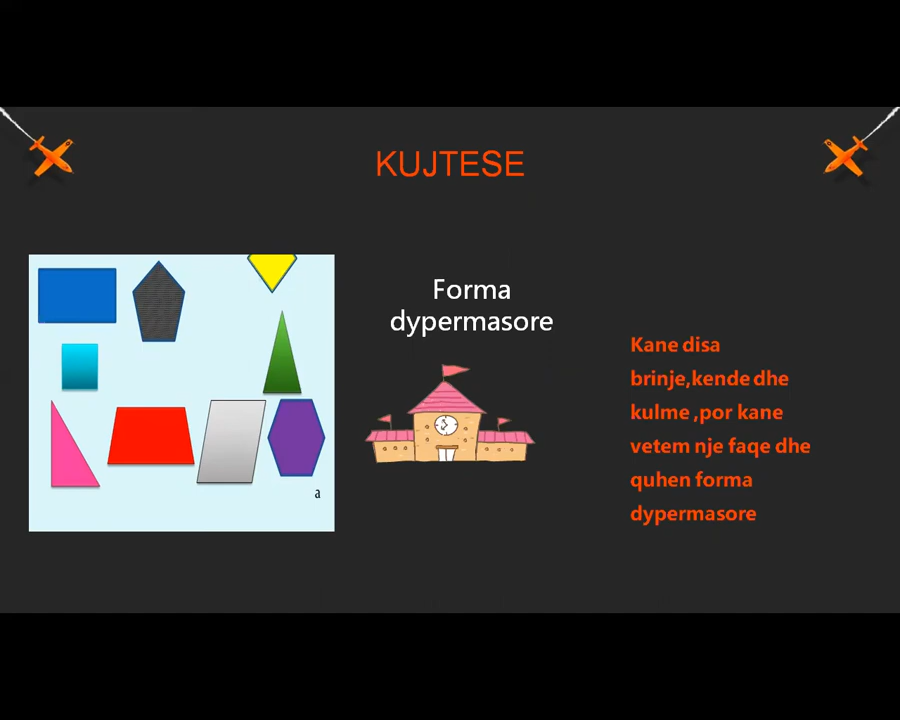 KUJTESE
Forma
dypermasore
Kane disa
brinje,kende dhe
kulme ,por kane
vetem nje faqe dhe
quhen forma
dypermasore
a